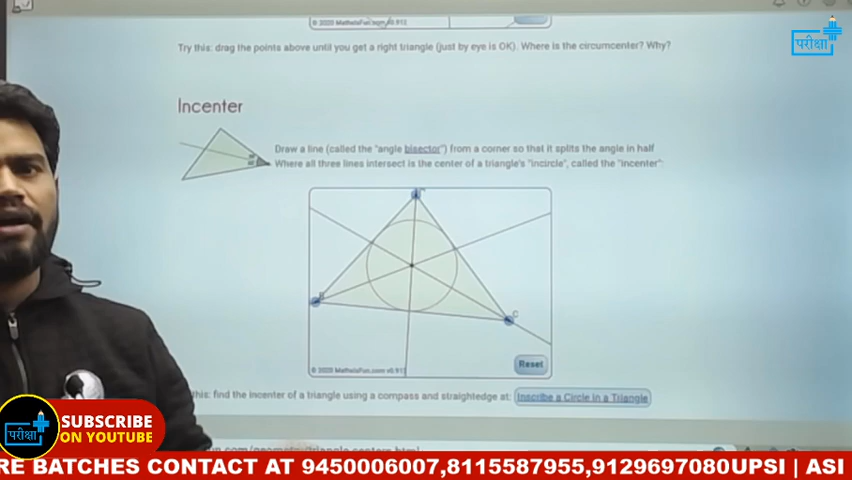 © 2020 MathsIsFun.com v0.913
परीक्षा
Try this: drag the points above until you get a right triangle (just by eye is OK). Where is the circumcenter? Why?
Incenter
Draw a line (called the "angle bisector") from a corner so that it splits the angle in half
Where all three lines intersect is the center of a triangle's "incircle", called the "incenter":
B
C
© 2020 MathsIsFun.com v0.913
Reset
this: find the incenter of a triangle using a compass and straightedge at: Inscribe a Circle in a Triangle
परीक्षा
SUBSCRIBE
ON YOUTUBE
RE BATCHES CONTACT AT 9450006007,8115587955,9129697080UPSI | ASI